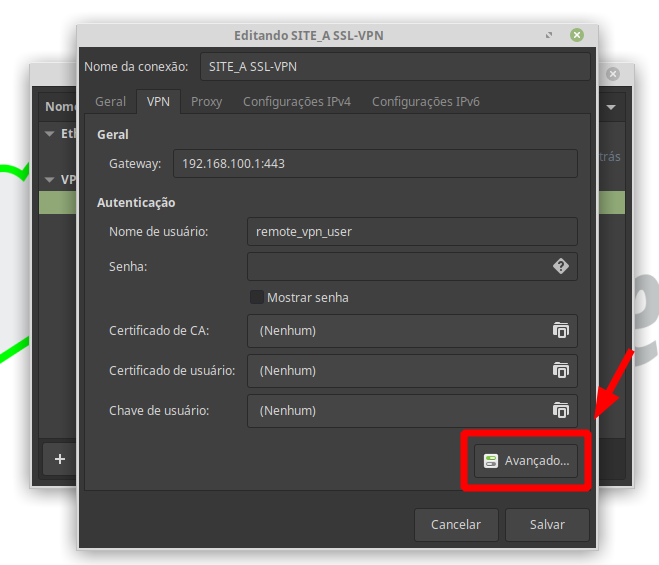 Editando SITE_A SSL-VPN
Nome da conexão: SITE_A SSL-VPN
Geral VPN Proxy Configurações IPv4 Configurações IPv6
Geral
Gateway: 192.168.100.1:443
Autenticação
Nome de usuário: remote_vpn_user
Senha:
Mostrar senha
Certificado de CA: (Nenhum)
Certificado de usuário: (Nenhum)
Chave de usuário: (Nenhum)
Avançado...
Cancelar Salvar
Nome
Eth
trás
VP